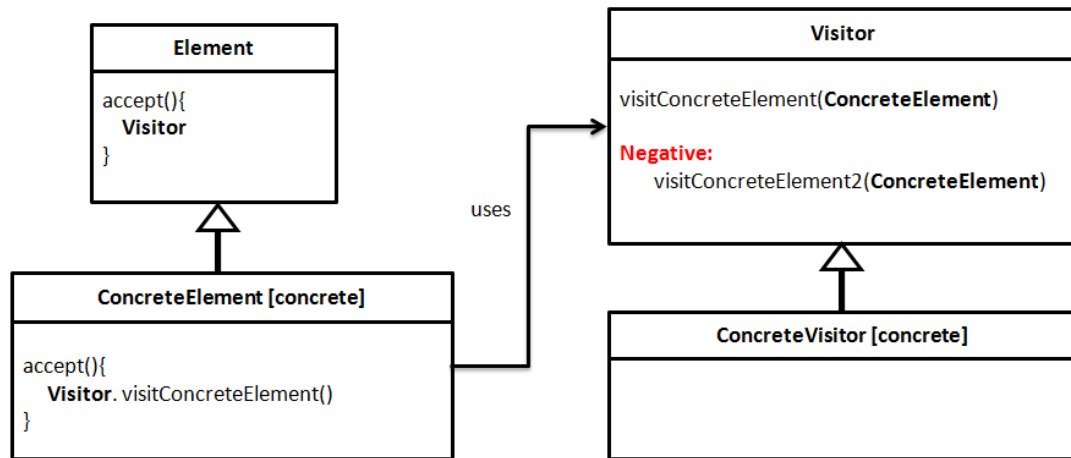 Element
accept(){
Visitor
}
Visitor
visitConcreteElement(ConcreteElement)
Negative:
visitConcreteElement2(ConcreteElement)
uses
ConcreteElement [concrete]
accept(){
Visitor. visitConcreteElement()
}
ConcreteVisitor [concrete]